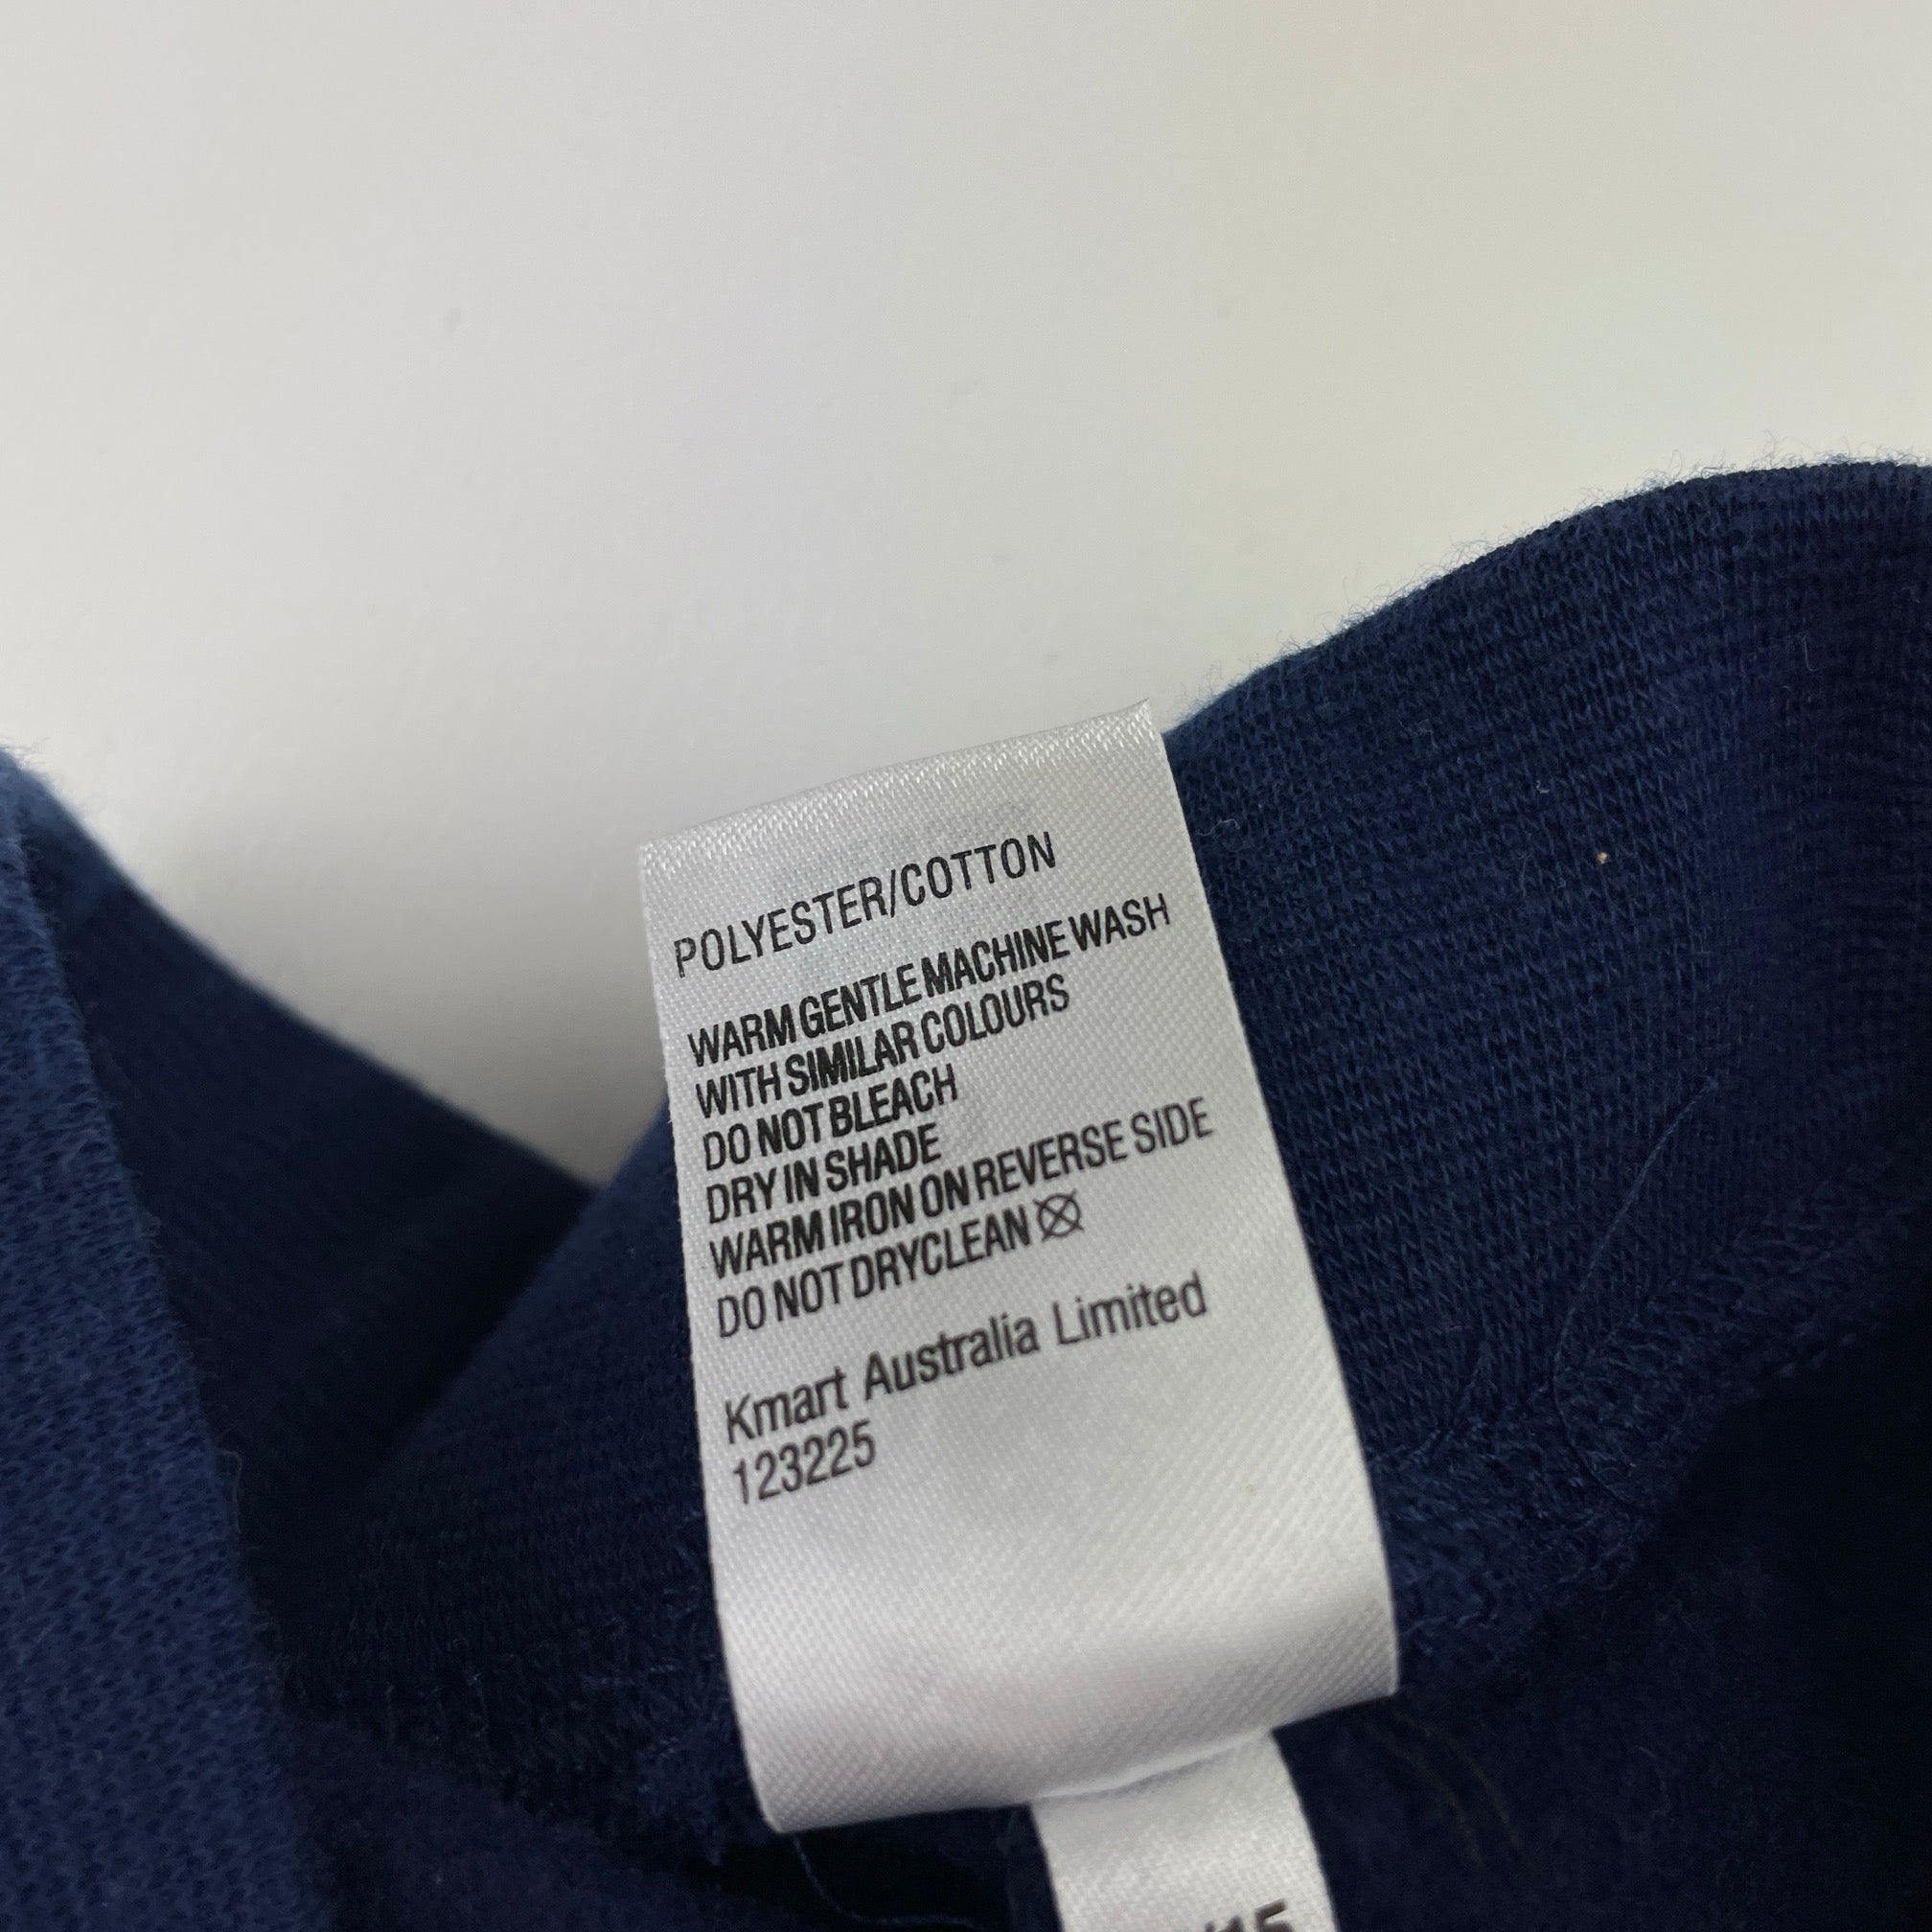 POLYESTER/COTTON
WARM GENTLE MACHINE WASH
WITH SIMILAR COLOURS
DO NOT BLEACH
DRY IN SHADE
WARM IRON ON REVERSE SIDE
DO NOT DRYCLEAN
Kmart Australia Limited
123225
/15